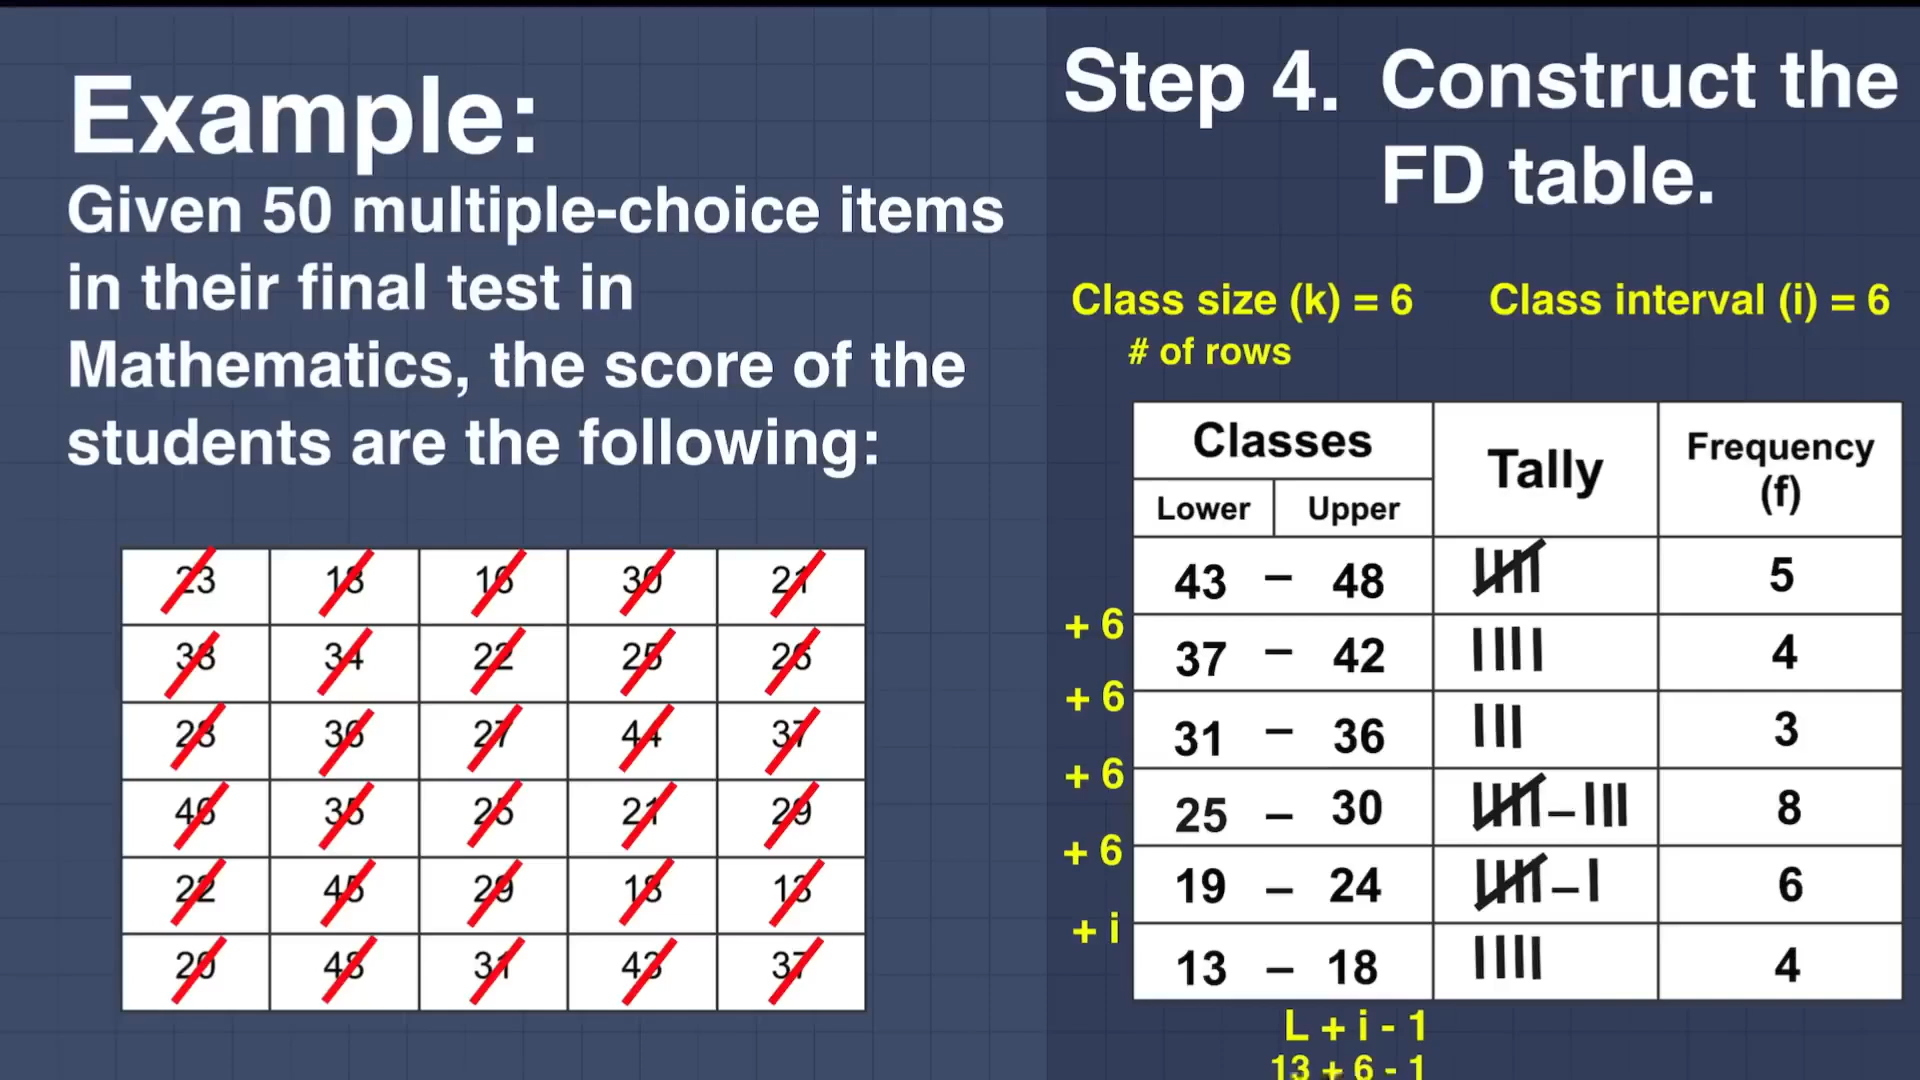 Example:
Given 50 multiple-choice items
in their final test in
Mathematics, the score of the
students are the following:
23 18 16 30 21
38 34 22 25 26
28 36 27 44 37
46 35 25 21 29
22 45 29 18 13
20 48 31 43 37
Step 4. Construct the
FD table.
Class size (k) = 6 Class interval (i) = 6
# of rows
Classes Tally Frequency
(f)
Lower Upper
43 – 48 5
+ 6
37 – 42 4
+ 6
31 – 36 3
+ 6
25 – 30 8
+ 6
19 – 24 6
+ i
13 – 18 4
L + i - 1
13 + 6 - 1